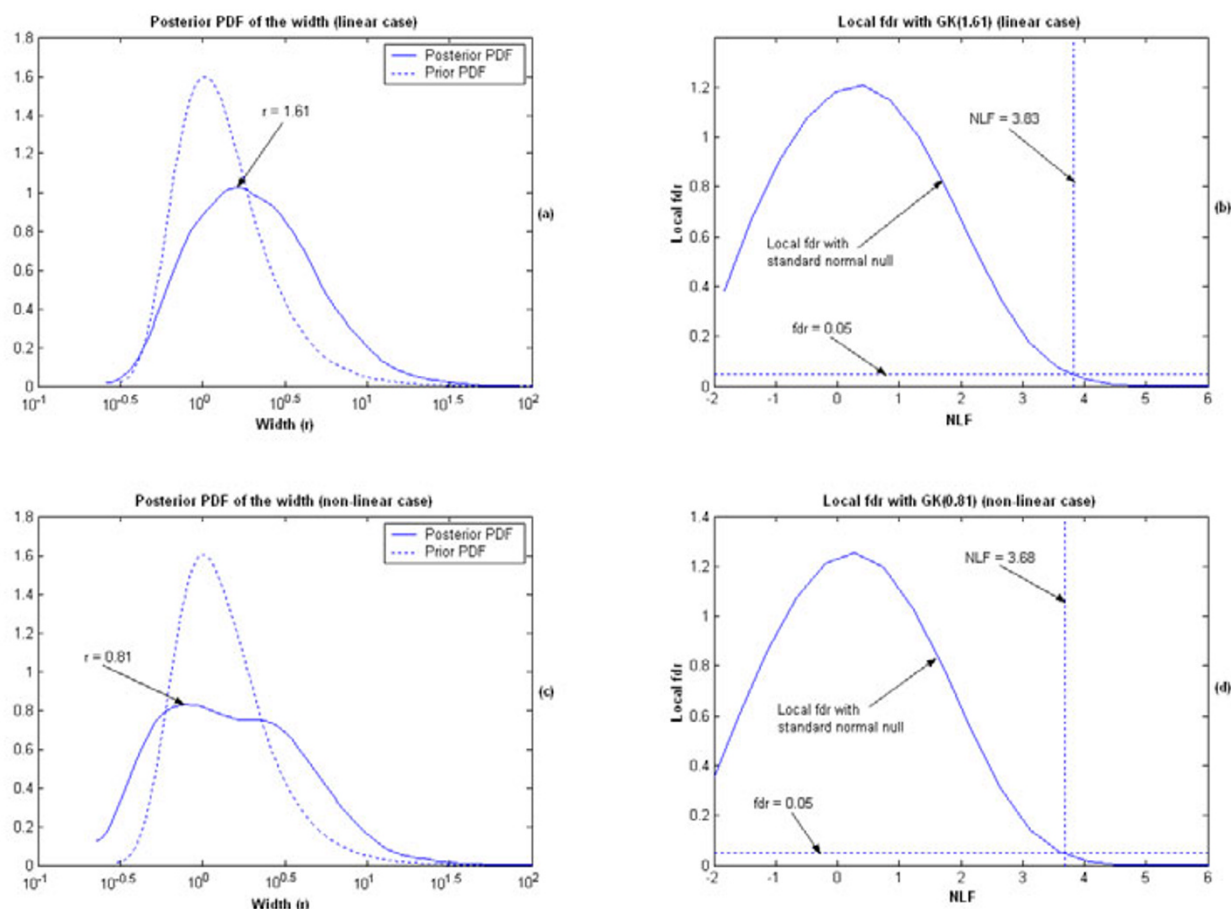 Posterior PDF of the width (linear case)
1.8
1.6
1.4
1.2
1
0.8
0.6
0.4
0.2
0
Posterior PDF
Prior PDF
r = 1.61
(a)
10^-1
10^-0.5
10^0
10^0.5
10^1
10^1.5
10^2
Width (r)
Local fdr with GK(1.61) (linear case)
Local fdr
1.2
1
0.8
0.6
0.4
0.2
0
NLF = 3.83
Local fdr with
standard normal null
fdr = 0.05
(b)
-2
-1
0
1
2
3
4
5
6
NLF
Posterior PDF of the width (non-linear case)
1.8
1.6
1.4
1.2
1
0.8
0.6
0.4
0.2
0
Posterior PDF
Prior PDF
r = 0.81
(c)
10^-1
10^-0.5
10^0
10^0.5
10^1
10^1.5
10^2
Width (r)
Local fdr with GK(0.81) (non-linear case)
Local fdr
1.4
1.2
1
0.8
0.6
0.4
0.2
0
NLF = 3.68
Local fdr with
standard normal null
fdr = 0.05
(d)
-2
-1
0
1
2
3
4
5
6
NLF